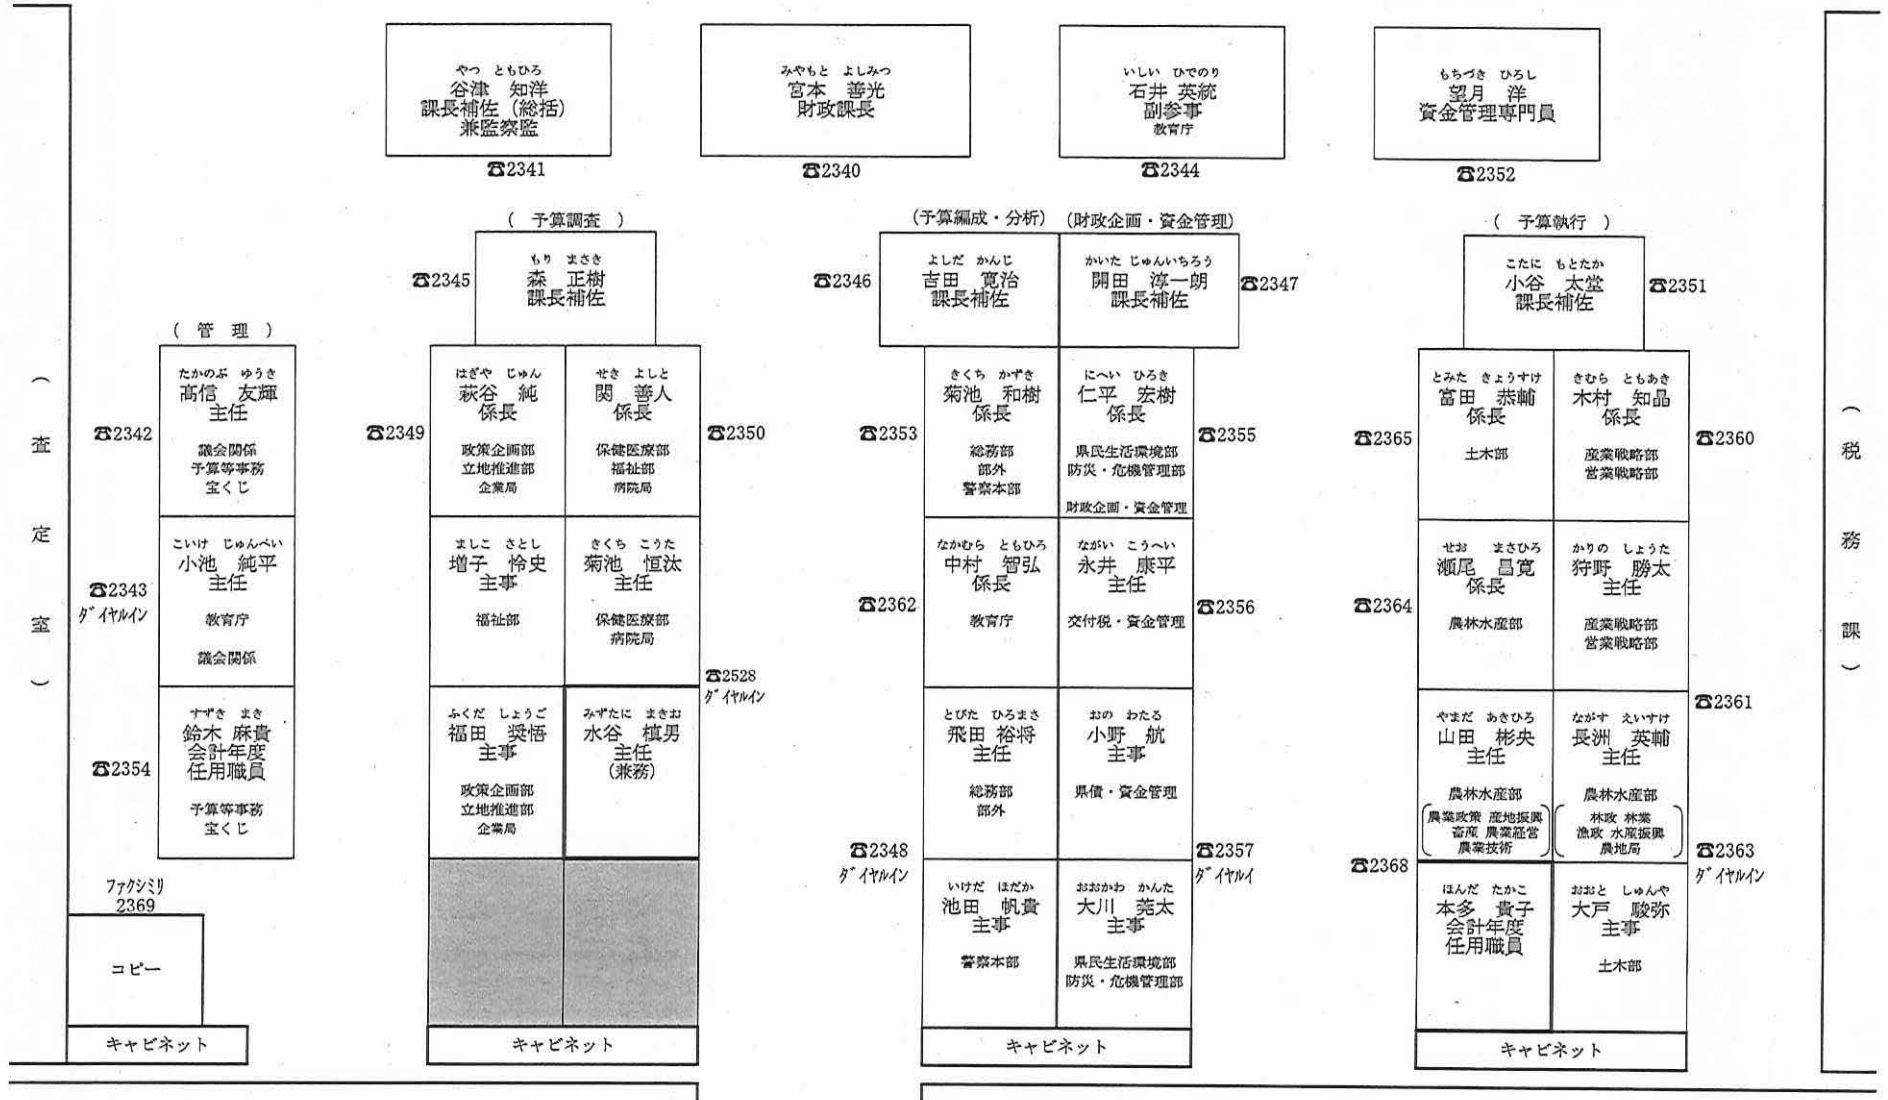 やつ ともひろ
谷津 知洋
課長補佐（総括）
兼監察監
☎2341
みやもと よしみつ
宮本 善光
財政課長
☎2340
いしい ひでのり
石井 英統
副参事
教育庁
☎2344
もちづき ひろし
望月 洋
資金管理専門員
☎2352
（査定室）
（ 管 理 ）
たかのぶ ゆうき
髙信 友輝
主任
議会関係
予算等事務
宝くじ
☎2342
こいけ じゅんぺい
小池 純平
主任
教育庁
議会関係
☎2343
ダイヤルイン
すずき まき
鈴木 麻貴
会計年度
任用職員
予算等事務
宝くじ
☎2354
ファクシミリ
2369
コピー
キャビネット
（ 予算調査 ）
もり まさき
森 正樹
課長補佐
☎2345
はぎや じゅん
萩谷 純
係長
政策企画部
立地推進部
企業局
☎2349
せき よしと
関 善人
係長
保健医療部
福祉部
病院局
☎2350
ましこ さとし
増子 怜史
主事
福祉部
きくち こうた
菊池 恒汰
主任
保健医療部
病院局
☎2528
ダイヤルイン
ふくだ しょうご
福田 奨悟
主事
政策企画部
立地推進部
企業局
みずたに まきお
水谷 槙男
主任
（兼務）
キャビネット
（予算編成・分析）
よしだ かんじ
吉田 寛治
課長補佐
☎2346
（財政企画・資金管理）
かいた じゅんいちろう
開田 淳一朗
課長補佐
☎2347
きくち かずき
菊池 和樹
係長
総務部
部外
警察本部
☎2353
にへい ひろき
仁平 宏樹
係長
県民生活環境部
防災・危機管理部
財政企画・資金管理
☎2355
なかむら ともひろ
中村 智弘
係長
教育庁
☎2362
ながい こうへい
永井 康平
主任
交付税・資金管理
☎2356
とびた ひろまさ
飛田 裕将
主任
総務部
部外
おの わたる
小野 航
主事
県債・資金管理
☎2348
ダイヤルイン
☎2357
ダイヤルイ
いけだ ほだか
池田 帆貴
主事
警察本部
おおかわ かんた
大川 莞太
主事
県民生活環境部
防災・危機管理部
キャビネット
（ 予算執行 ）
こたに もとたか
小谷 太堂
課長補佐
☎2351
とみた きょうすけ
富田 恭輔
係長
土木部
☎2365
きむら ともあき
木村 知晶
係長
産業戦略部
営業戦略部
☎2360
せお まさひろ
瀬尾 昌寛
係長
農林水産部
☎2364
かりの しょうた
狩野 勝太
主任
産業戦略部
営業戦略部
☎2361
やまだ あきひろ
山田 彬央
主任
農林水産部
農業政策 産地振興
畜産 農業経営
農業技術
ながす えいすけ
長洲 英輔
主任
農林水産部
林政 林業
漁政 水産振興
農地局
☎2368
☎2363
ダイヤルイン
ほんだ たかこ
本多 貴子
会計年度
任用職員
おおと しゅんや
大戸 駿弥
主事
土木部
キャビネット
（税務課）